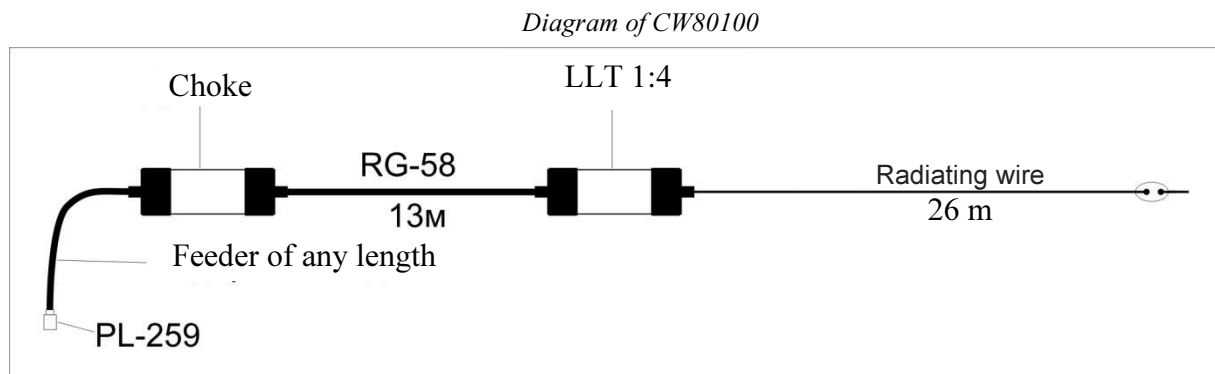 Diagram of CW80100
Choke
LLT 1:4
RG-58
13м
Radiating wire
26 m
Feeder of any length
PL-259